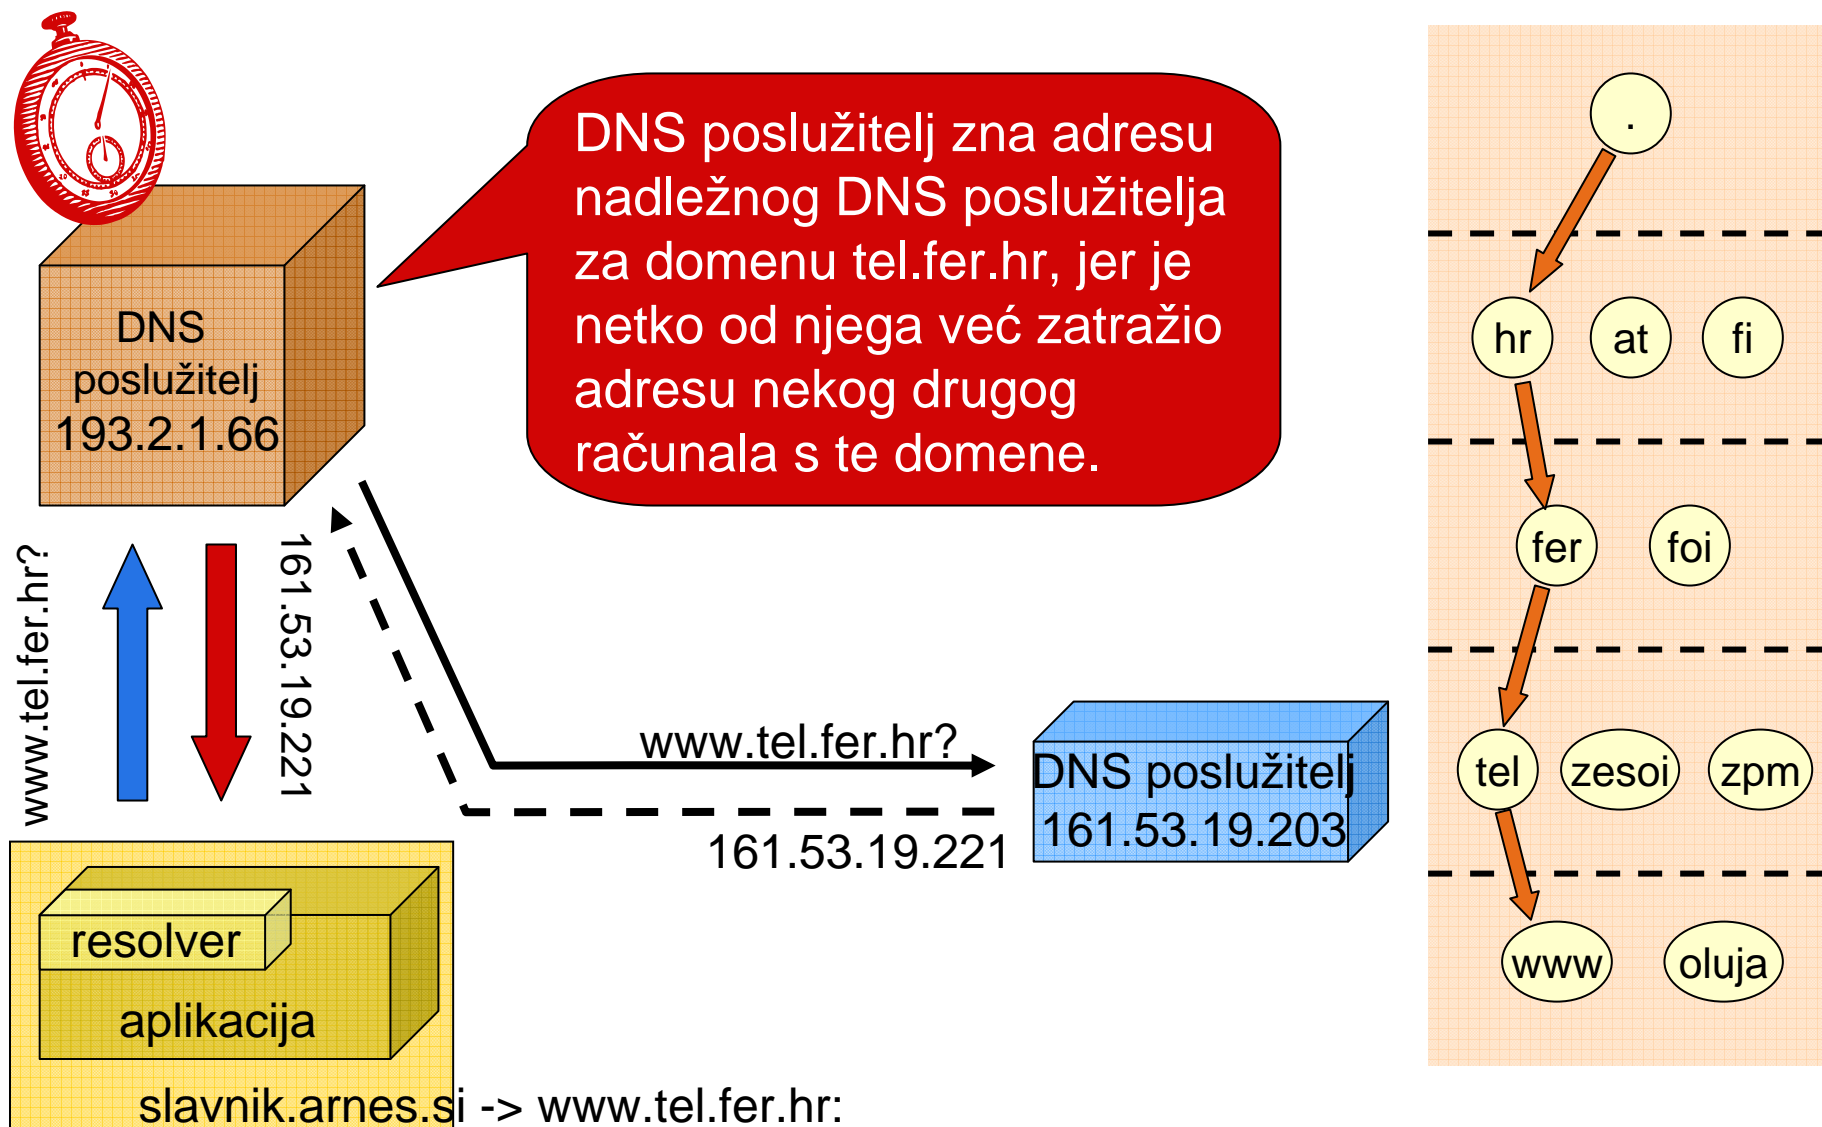 DNS poslužitelj zna adresu
nadležnog DNS poslužitelja
za domenu tel.fer.hr, jer je
netko od njega već zatražio
adresu nekog drugog
računala s te domene.
DNS
poslužitelj
193.2.1.66
www.tel.fer.hr?
161.53.19.221
www.tel.fer.hr?
161.53.19.221
DNS poslužitelj
161.53.19.203
resolver
aplikacija
slavnik.arnes.si -> www.tel.fer.hr:
.
hr at fi
fer foi
tel zesoi zpm
www oluja